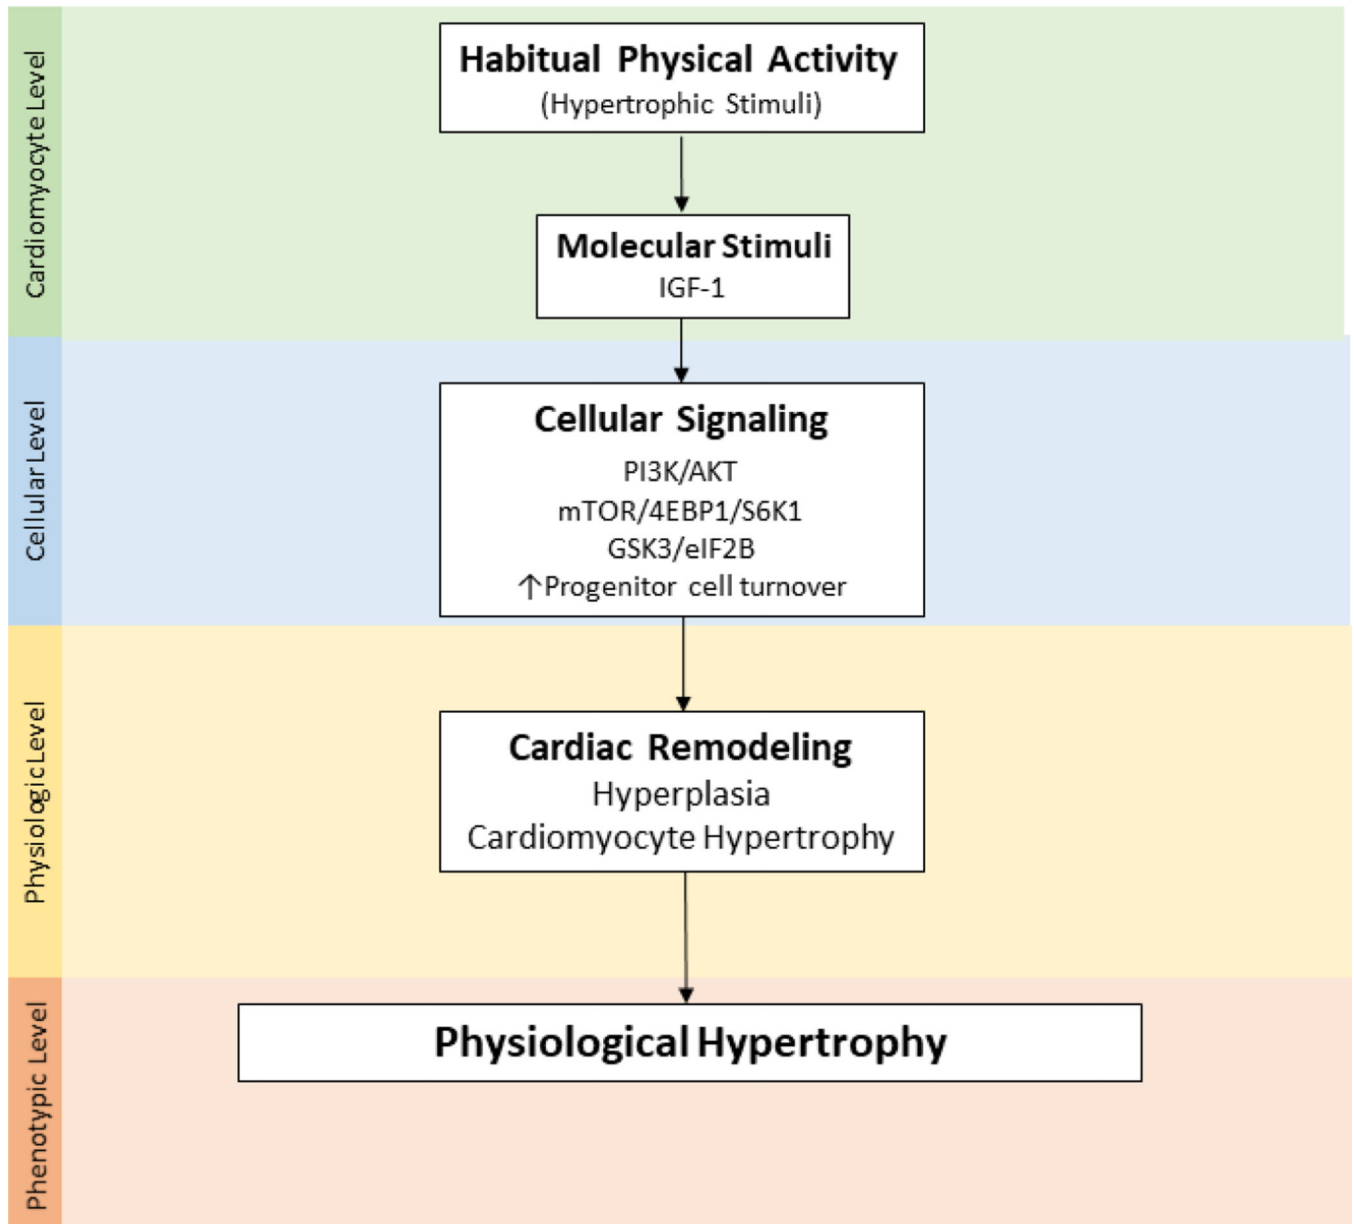 Cardiomyocyte Level
Habitual Physical Activity
(Hypertrophic Stimuli)
Molecular Stimuli
IGF-1
Cellular Level
Cellular Signaling
PI3K/AKT
mTOR/4EBP1/S6K1
GSK3/eIF2B
↑Progenitor cell turnover
Physiologic Level
Cardiac Remodeling
Hyperplasia
Cardiomyocyte Hypertrophy
Phenotypic Level
Physiological Hypertrophy